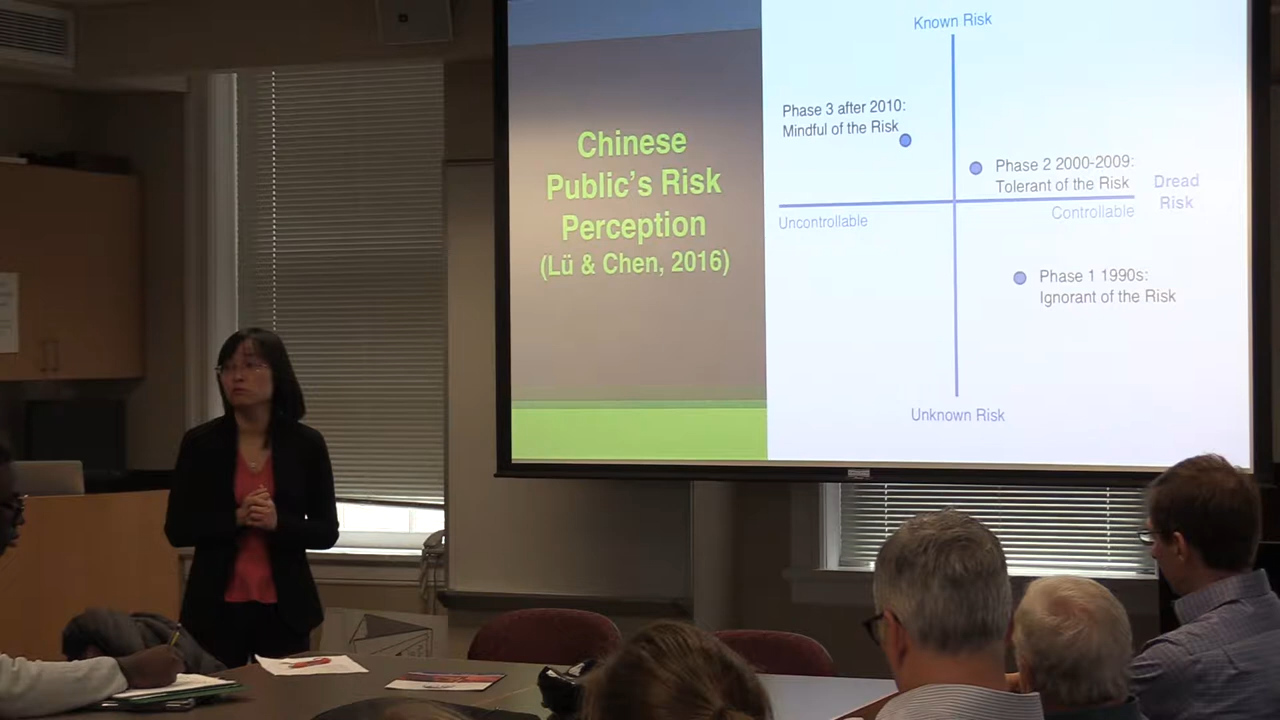 Chinese
Public's Risk
Perception
(Lü & Chen, 2016)
Known Risk
Phase 3 after 2010:
Mindful of the Risk
Phase 2 2000-2009:
Tolerant of the Risk
Dread
Risk
Uncontrollable
Controllable
Phase 1 1990s:
Ignorant of the Risk
Unknown Risk